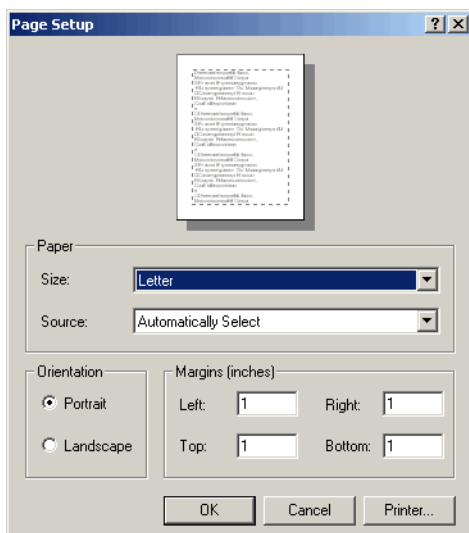 Page Setup
Paper
Size: Letter
Source: Automatically Select
Orientation Margins (inches)
Portrait Left: 1 Right: 1
Landscape Top: 1 Bottom: 1
OK Cancel Printer...